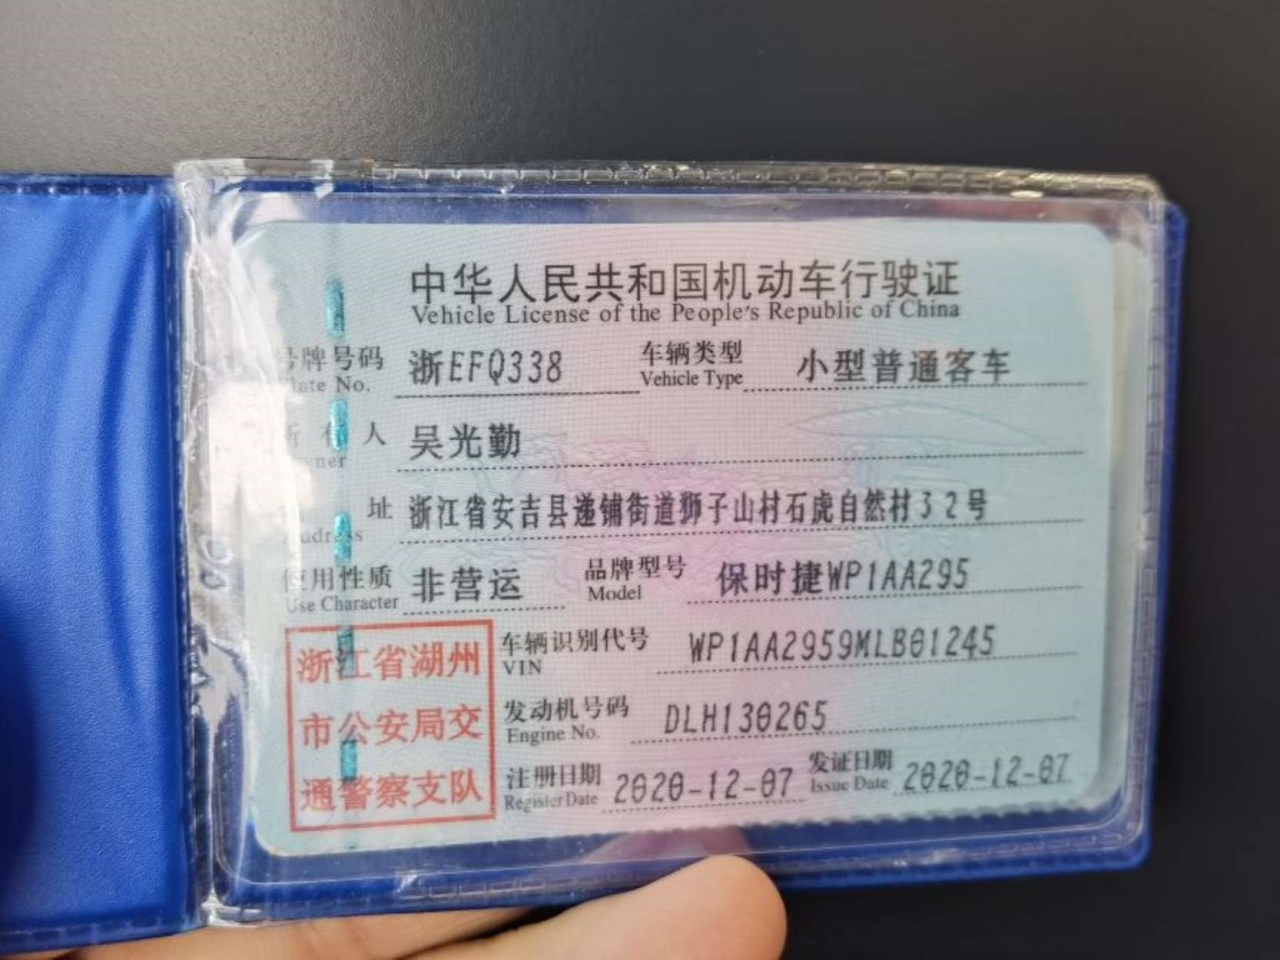 中华人民共和国机动车行驶证
Vehicle License of the People's Republic of China
号牌号码 浙EFQ338 车辆类型 小型普通客车
Plate No. Vehicle Type
所有人 吴光勤
Owner
址 浙江省安吉县递铺街道狮子山村石虎自然村32号
Address
使用性质 非营运 品牌型号 保时捷WP1AA295
Use Character Model
浙江省湖州
市公安局交
通警察支队
车辆识别代号 WP1AA2959MLB01245
VIN
发动机号码 DLH130265
Engine No.
注册日期 2020-12-07 发证日期 2020-12-07
Register Date Issue Date